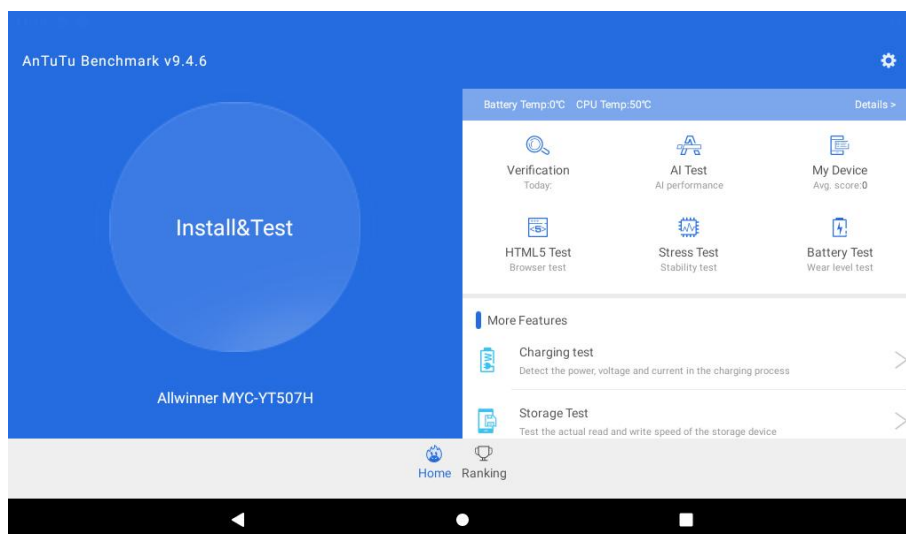 AnTuTu Benchmark v9.4.6
Install&Test
Allwinner MYC-YT507H
Battery Temp:0℃ CPU Temp:50℃ Details >
Verification
Today:
AI Test
AI performance
My Device
Avg. score:0
HTML5 Test
Browser test
Stress Test
Stability test
Battery Test
Wear level test
More Features
Charging test
Detect the power, voltage and current in the charging process
Storage Test
Test the actual read and write speed of the storage device
Home
Ranking